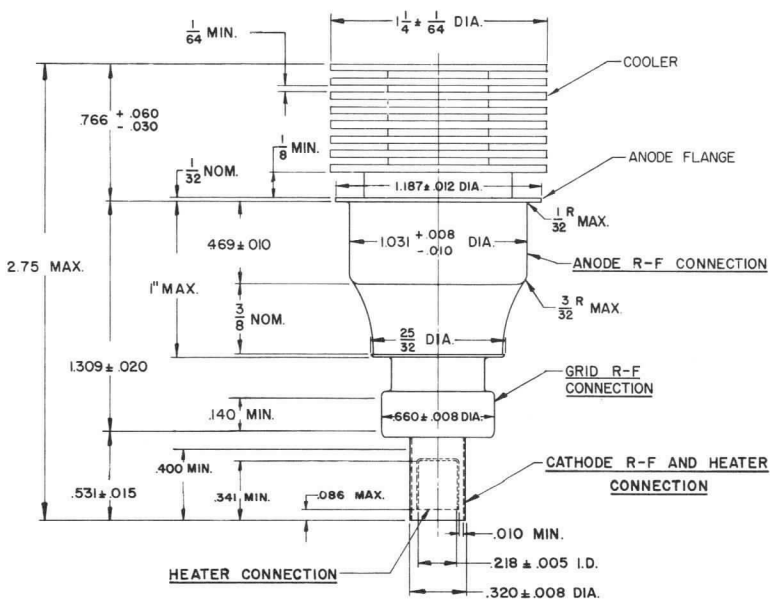 1 1/4 ± 1/64 DIA.
1/64 MIN.
COOLER
.766 + .060 - .030
1/8 MIN.
ANODE FLANGE
1/32 NOM.
1.187±.012 DIA.
1/32 R MAX.
.469±.010
1.031 + .008 - .010 DIA.
2.75 MAX.
ANODE R-F CONNECTION
1" MAX.
3/8 NOM.
3/32 R MAX.
25/32 DIA.
1.309±.020
GRID R-F
CONNECTION
.140 MIN.
.660±.008 DIA.
.400 MIN.
CATHODE R-F AND HEATER
CONNECTION
.531±.015
.341 MIN.
.086 MAX.
.010 MIN.
.218 ±.005 I.D.
HEATER CONNECTION
.320±.008 DIA.